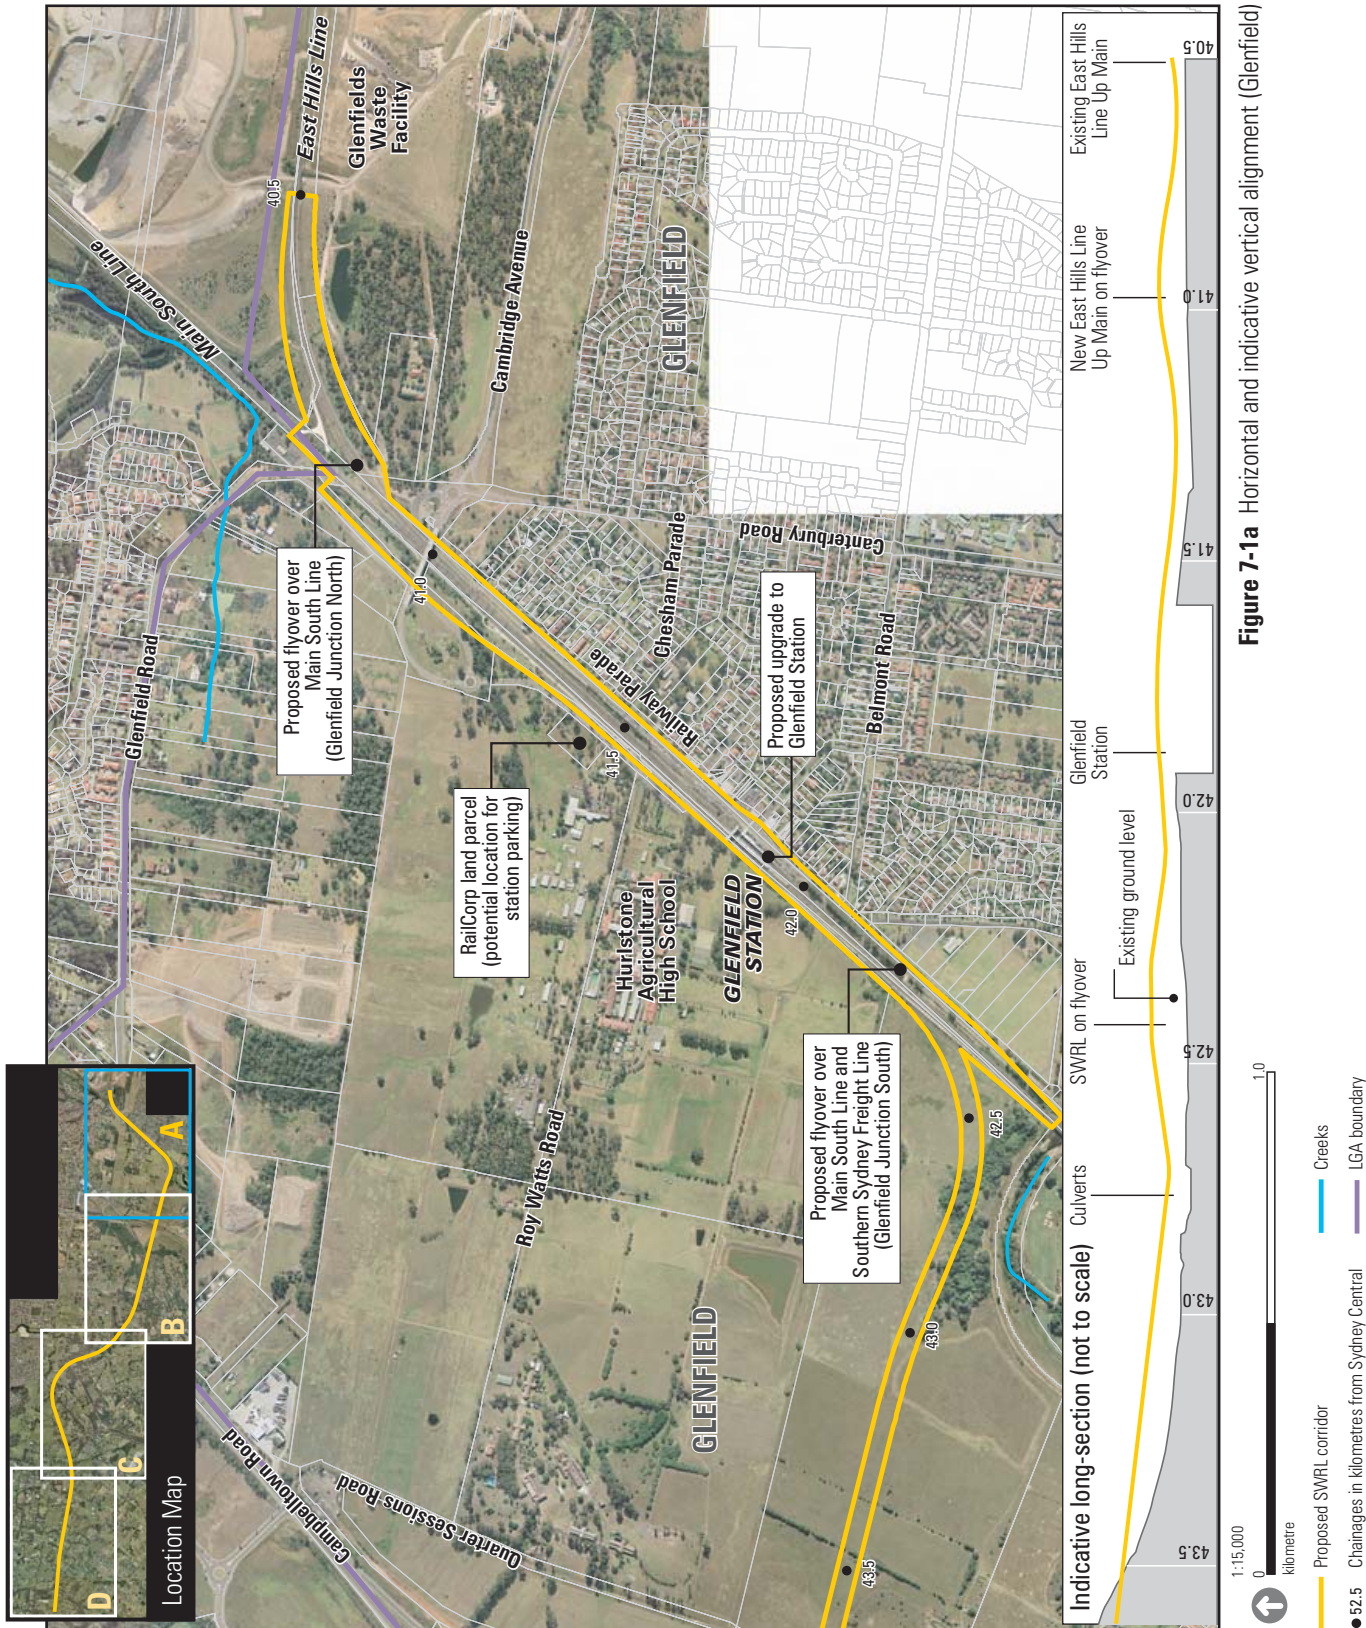 Location Map
D
C
B
A
Campbelltown Road
Quarter Sessions Road
Glenfield Road
Roy Watts Road
GLENFIELD
Main South Line
East Hills Line
Glenfields
Waste
Facility
Cambridge Avenue
GLENFIELD
Canterbury Road
Chesham Parade
Railway Parade
Belmont Road
Hurlstone
Agricultural
High School
GLENFIELD
STATION
Proposed flyover over
Main South Line
(Glenfield Junction North)
RailCorp land parcel
(potential location for
station parking)
Proposed upgrade to
Glenfield Station
Proposed flyover over
Main South Line and
Southern Sydney Freight Line
(Glenfield Junction South)
40.5
41.0
41.5
42.0
42.5
43.0
43.5
Indicative long-section (not to scale)
Culverts
SWRL on flyover
Existing ground level
Glenfield
Station
New East Hills Line
Up Main on flyover
Existing East Hills
Line Up Main
43.5
43.0
42.5
42.0
41.5
41.0
40.5
1:15,000
0
1.0
kilometre
Proposed SWRL corridor
Creeks
52.5 Chainages in kilometres from Sydney Central
LGA boundary
Figure 7-1a Horizontal and indicative vertical alignment (Glenfield)